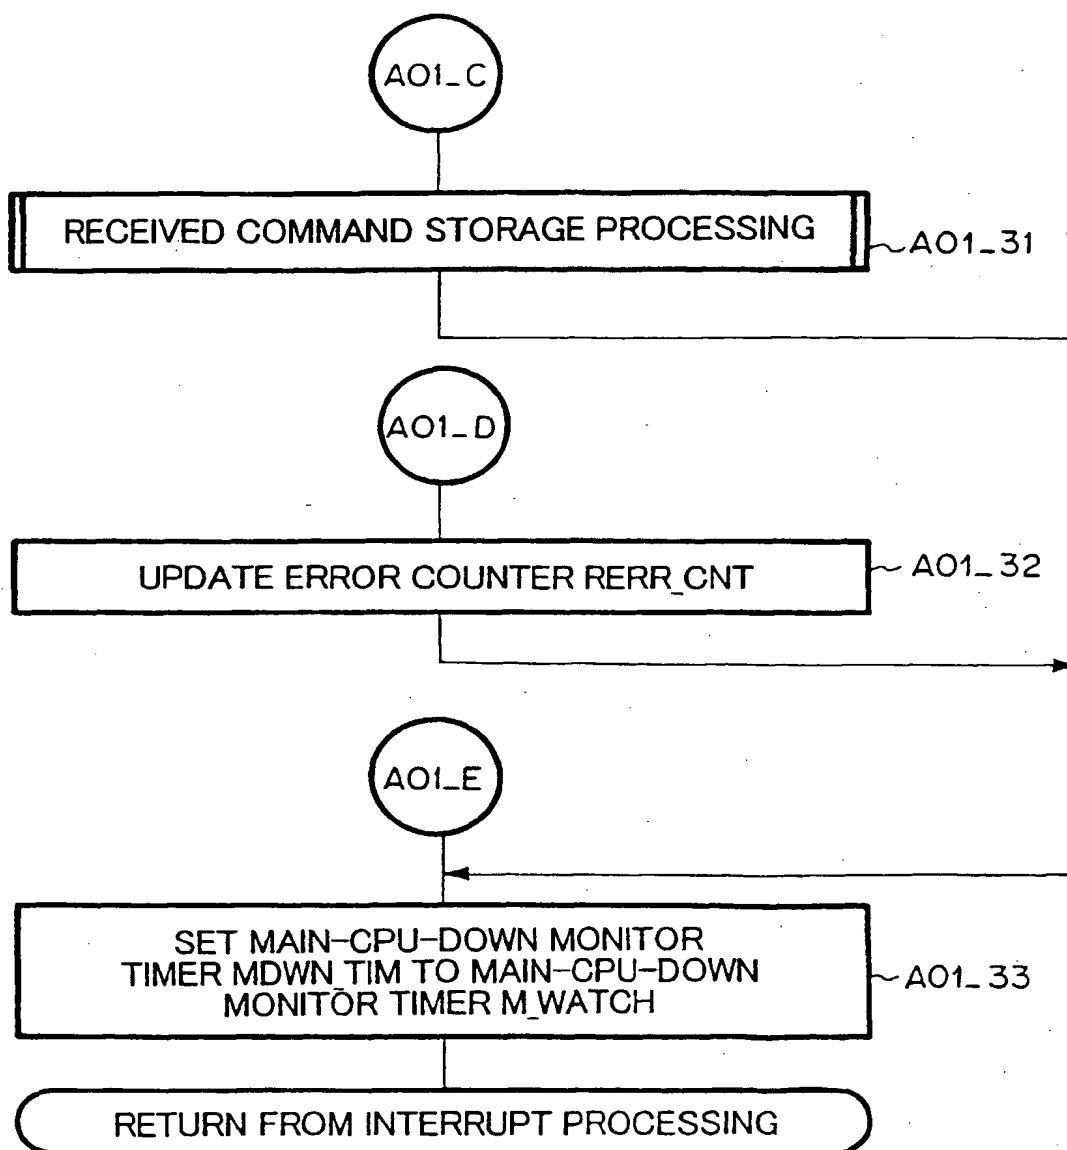 A01_C
RECEIVED COMMAND STORAGE PROCESSING
A01_31
A01_D
UPDATE ERROR COUNTER RERR_CNT
A01_32
A01_E
SET MAIN-CPU-DOWN MONITOR
TIMER MDWN_TIM TO MAIN-CPU-DOWN
MONITOR TIMER M_WATCH
A01_33
RETURN FROM INTERRUPT PROCESSING